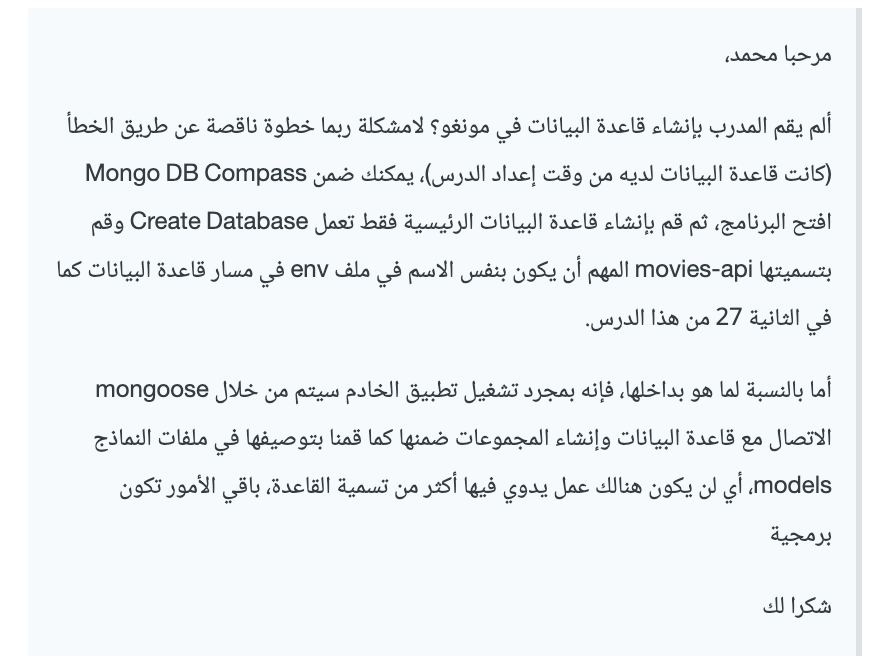 مرحبا محمد،
ألم يقم المدرب بإنشاء قاعدة البيانات في مونغو؟ لامشكلة ربما خطوة ناقصة عن طريق الخطأ
(كانت قاعدة البيانات لديه من وقت إعداد الدرس)، يمكنك ضمن Mongo DB Compass
افتح البرنامج، ثم قم بإنشاء قاعدة البيانات الرئيسية فقط تعمل Create Database وقم
بتسميتها movies-api المهم أن يكون بنفس الاسم في ملف env في مسار قاعدة البيانات كما
في الثانية 27 من هذا الدرس.
أما بالنسبة لما هو بداخلها، فإنه بمجرد تشغيل تطبيق الخادم سيتم من خلال mongoose
الاتصال مع قاعدة البيانات وإنشاء المجموعات ضمنها كما قمنا بتوصيفها في ملفات النماذج
models، أي لن يكون هنالك عمل يدوي فيها أكثر من تسمية القاعدة، باقي الأمور تكون
برمجية
شكرا لك